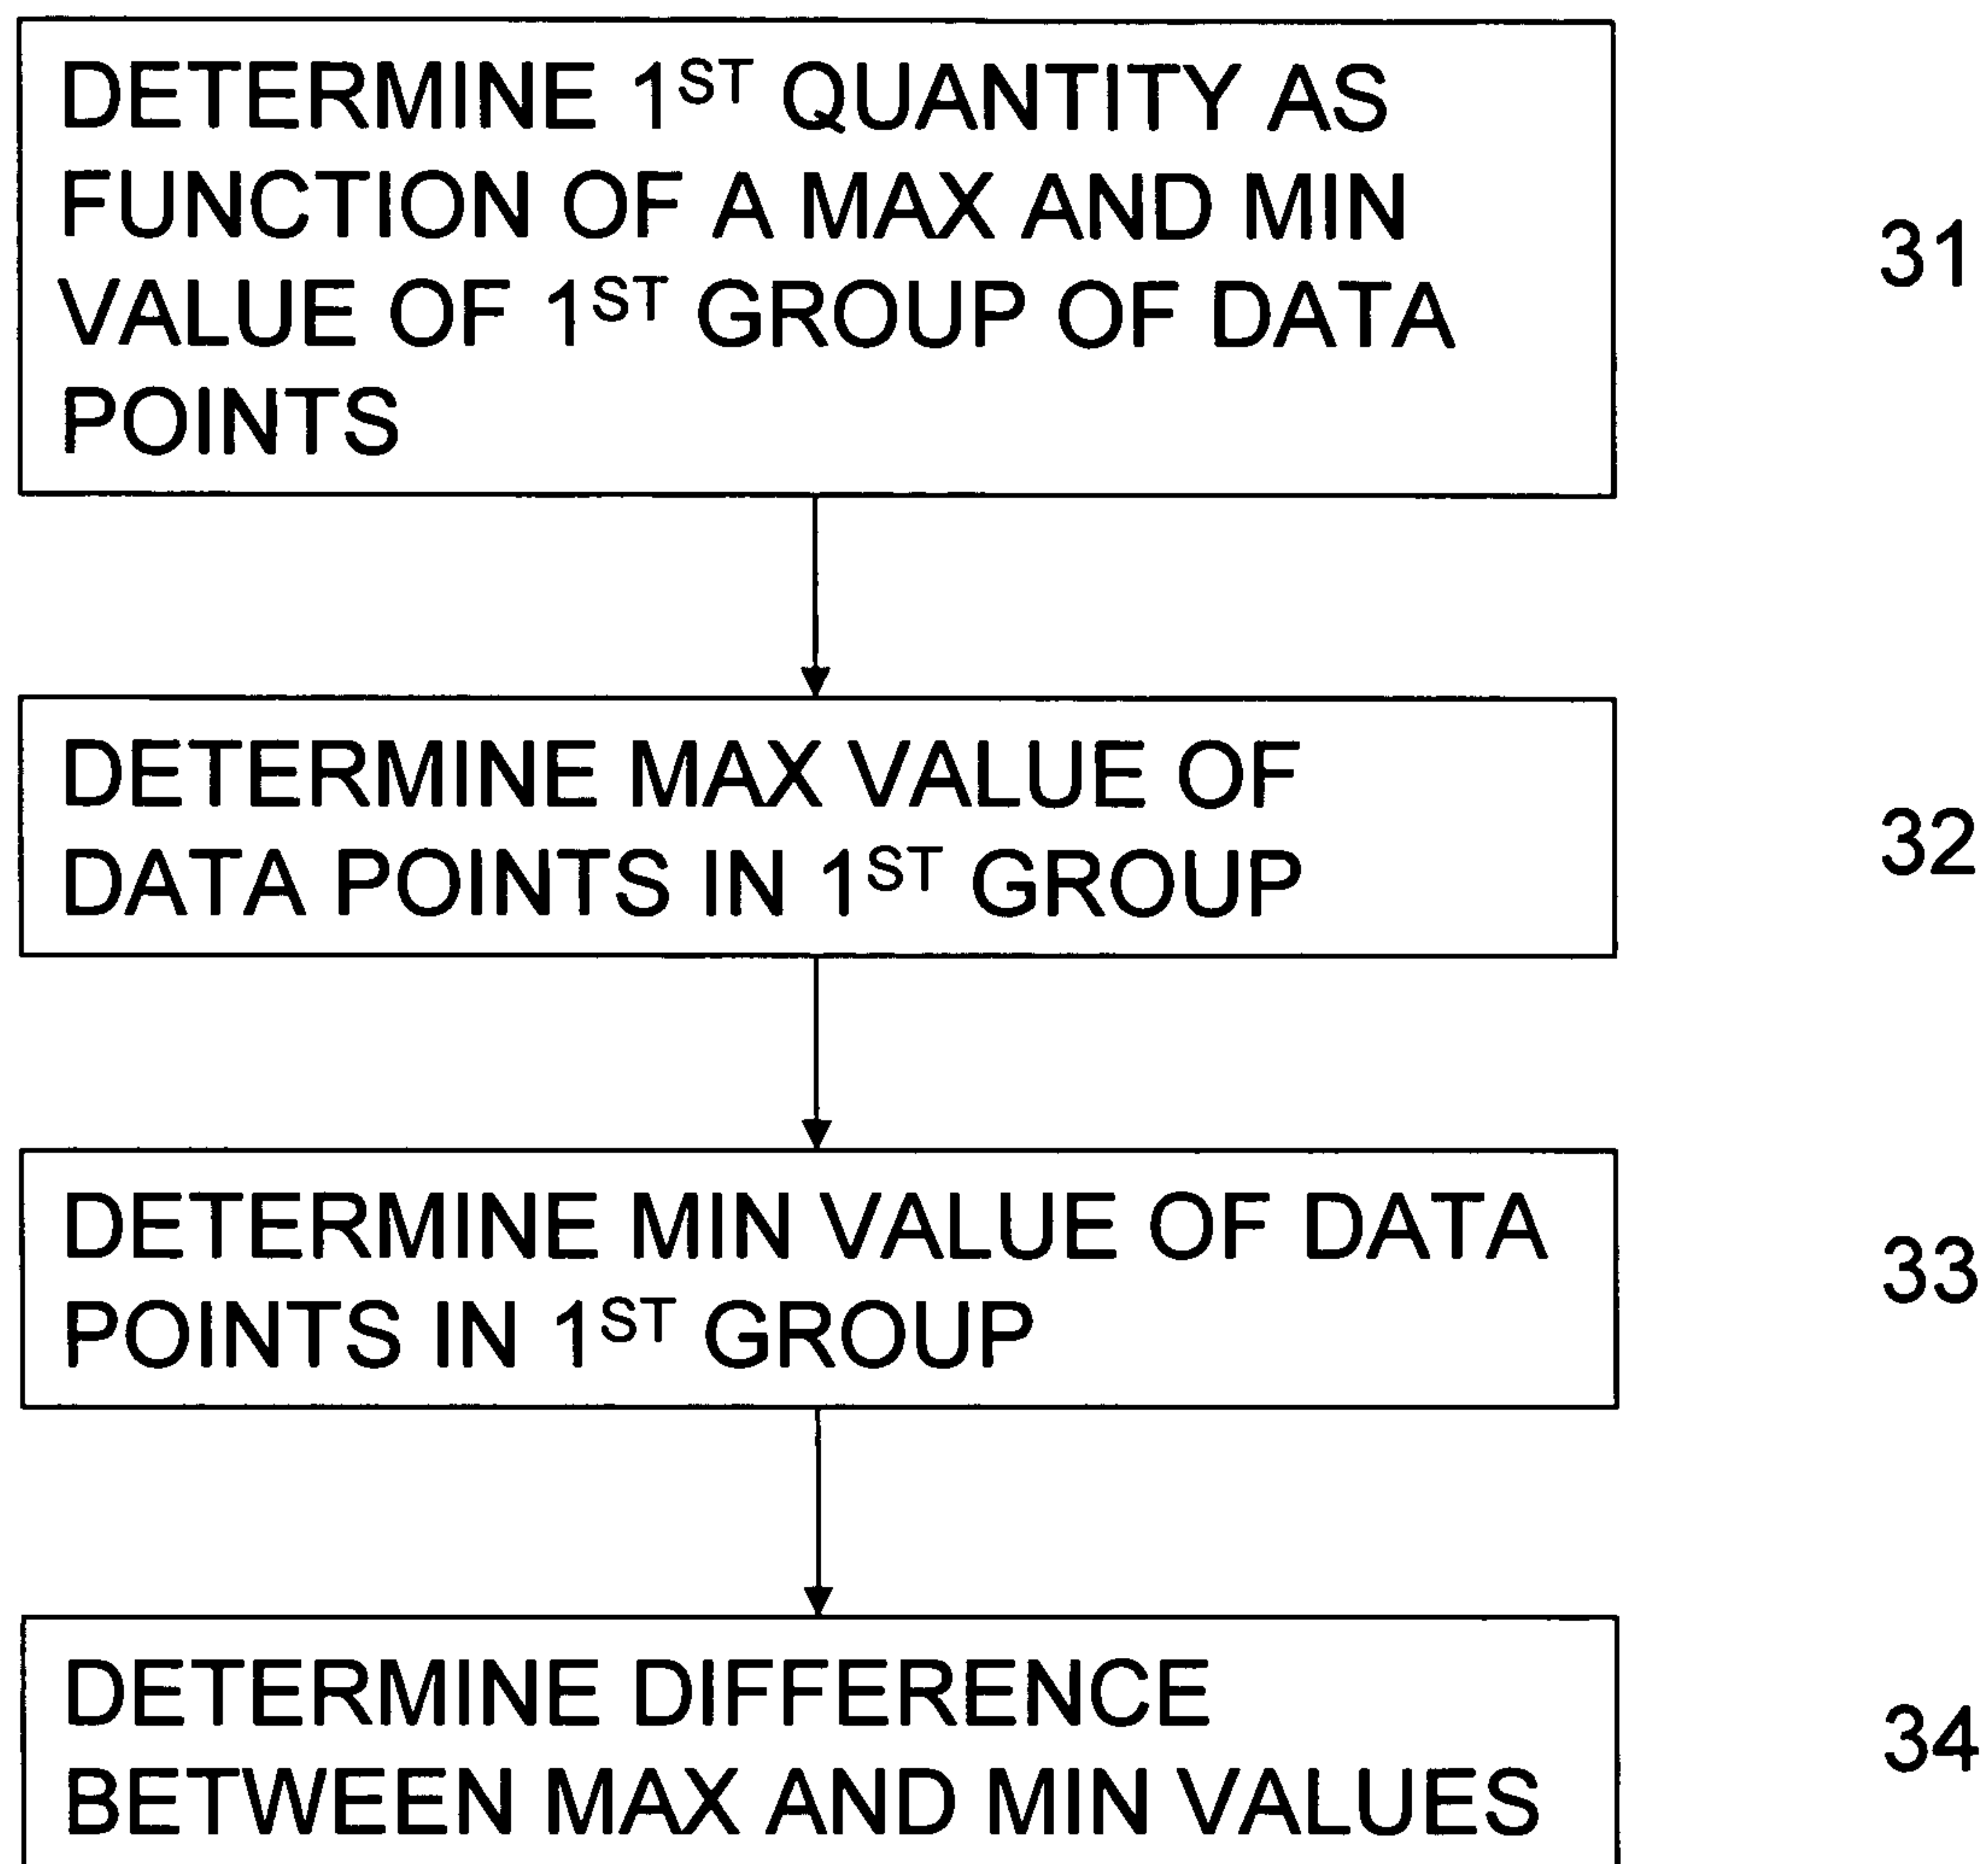 DETERMINE 1ST QUANTITY AS
FUNCTION OF A MAX AND MIN
VALUE OF 1ST GROUP OF DATA
POINTS
31
DETERMINE MAX VALUE OF
DATA POINTS IN 1ST GROUP
32
DETERMINE MIN VALUE OF DATA
POINTS IN 1ST GROUP
33
DETERMINE DIFFERENCE
BETWEEN MAX AND MIN VALUES
34